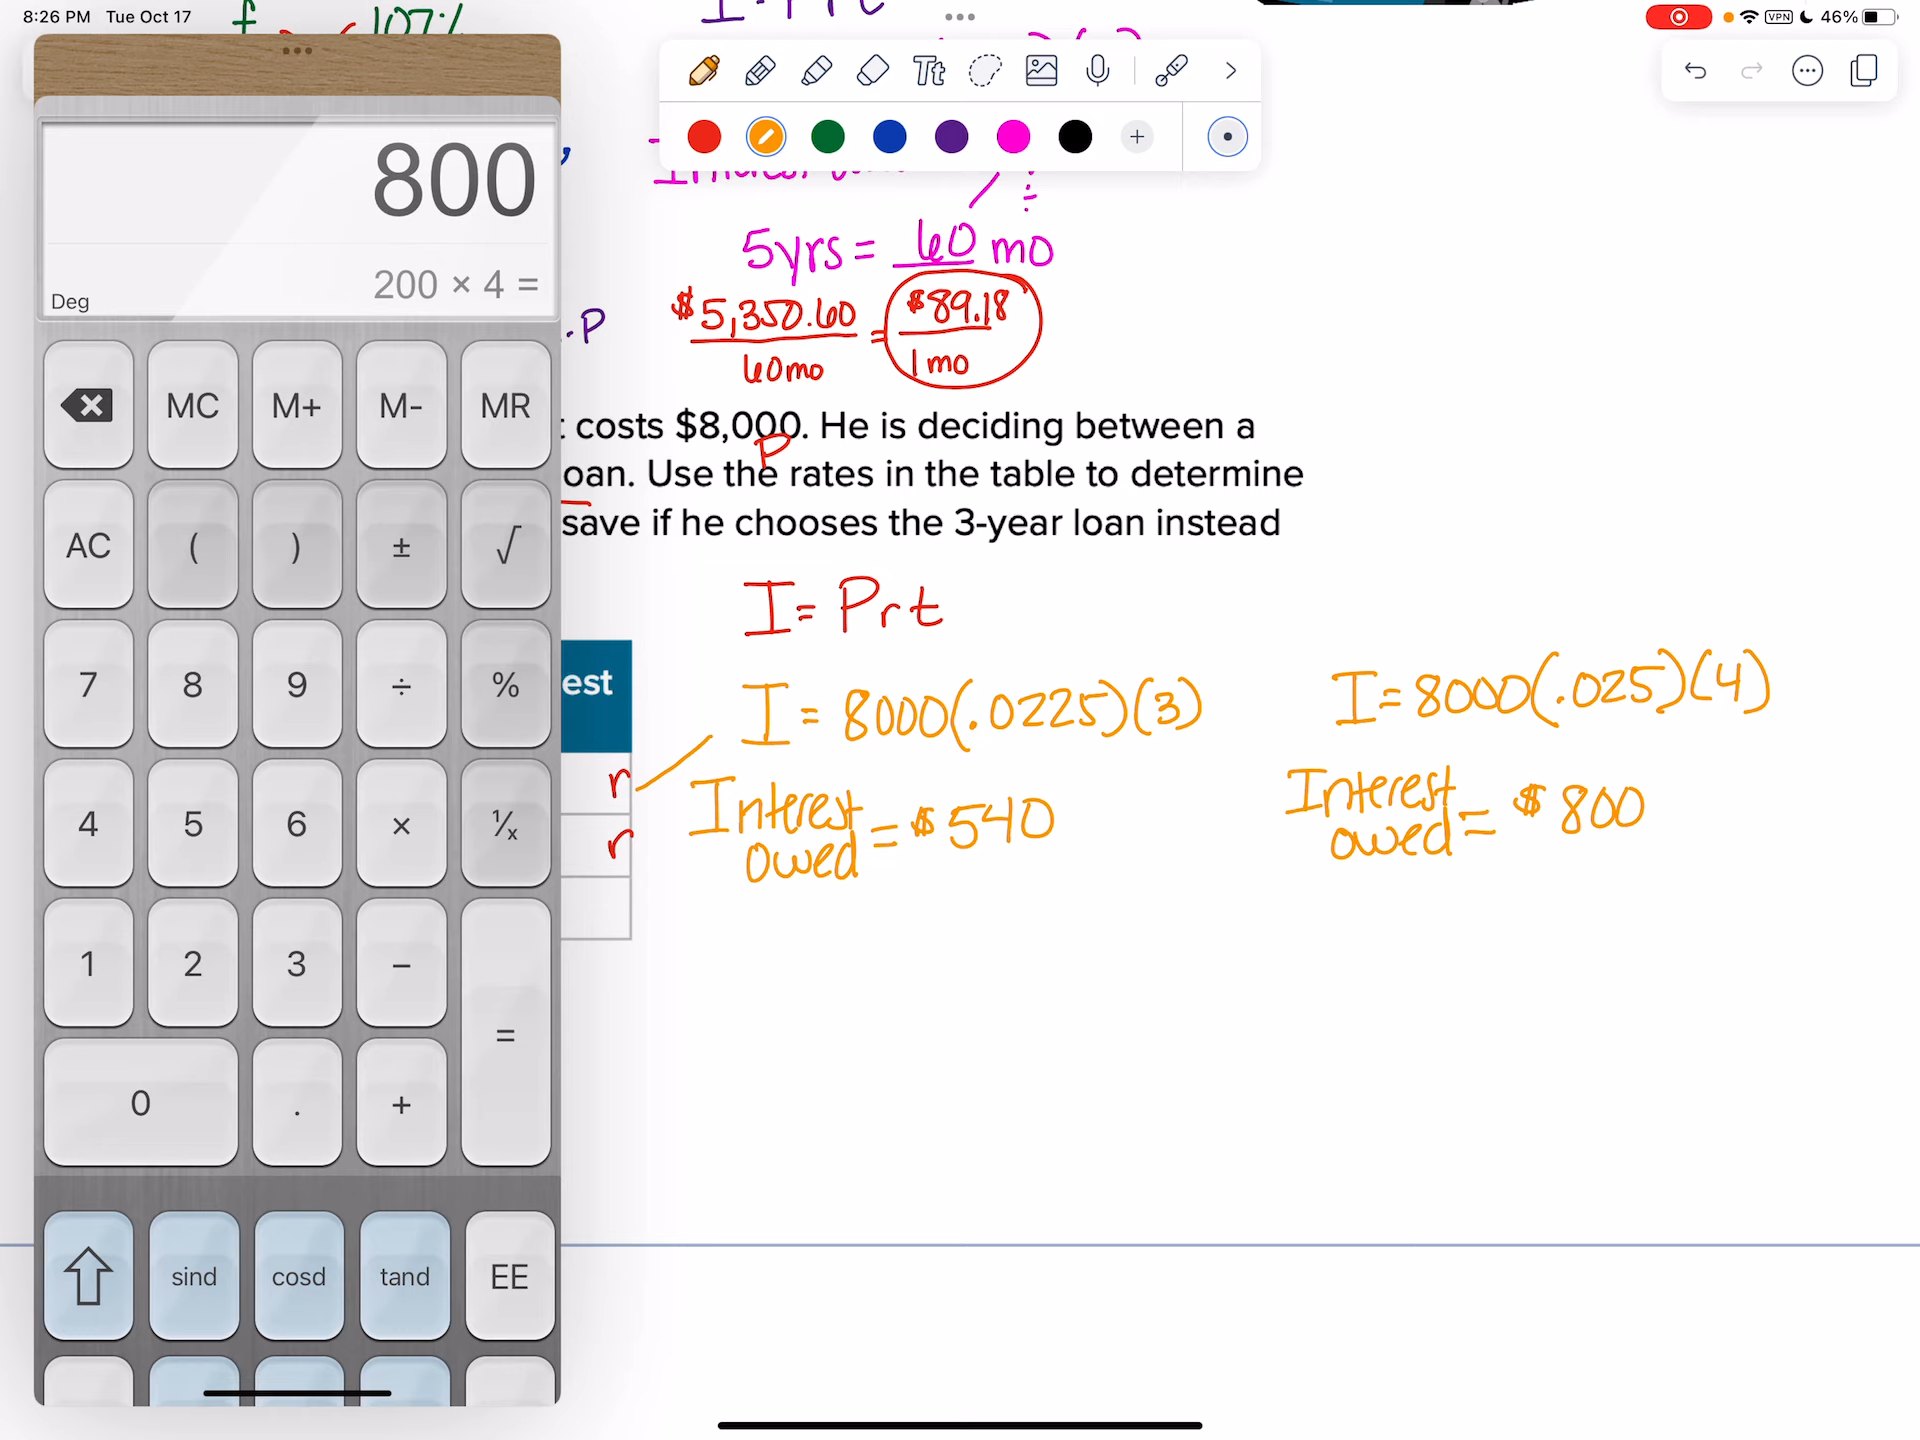 8:26 PM Tue Oct 17
VPN 46%
107%
I=Prt
Tt
800
200 × 4 =
Deg
MC M+ M- MR
AC ( ) ± √
7 8 9 ÷ %
4 5 6 × 1/x
1 2 3 −
=
0 . +
sind cosd tand EE
5yrs = 60 mo
$5,350.60 = $89.18
60mo 1 mo
.P
costs $8,000. He is deciding between a
P
oan. Use the rates in the table to determine
save if he chooses the 3-year loan instead
I = Prt
est
r
r
I = 8000(.0225)(3)
Interest owed = $540
I = 8000(.025)(4)
Interest owed = $800